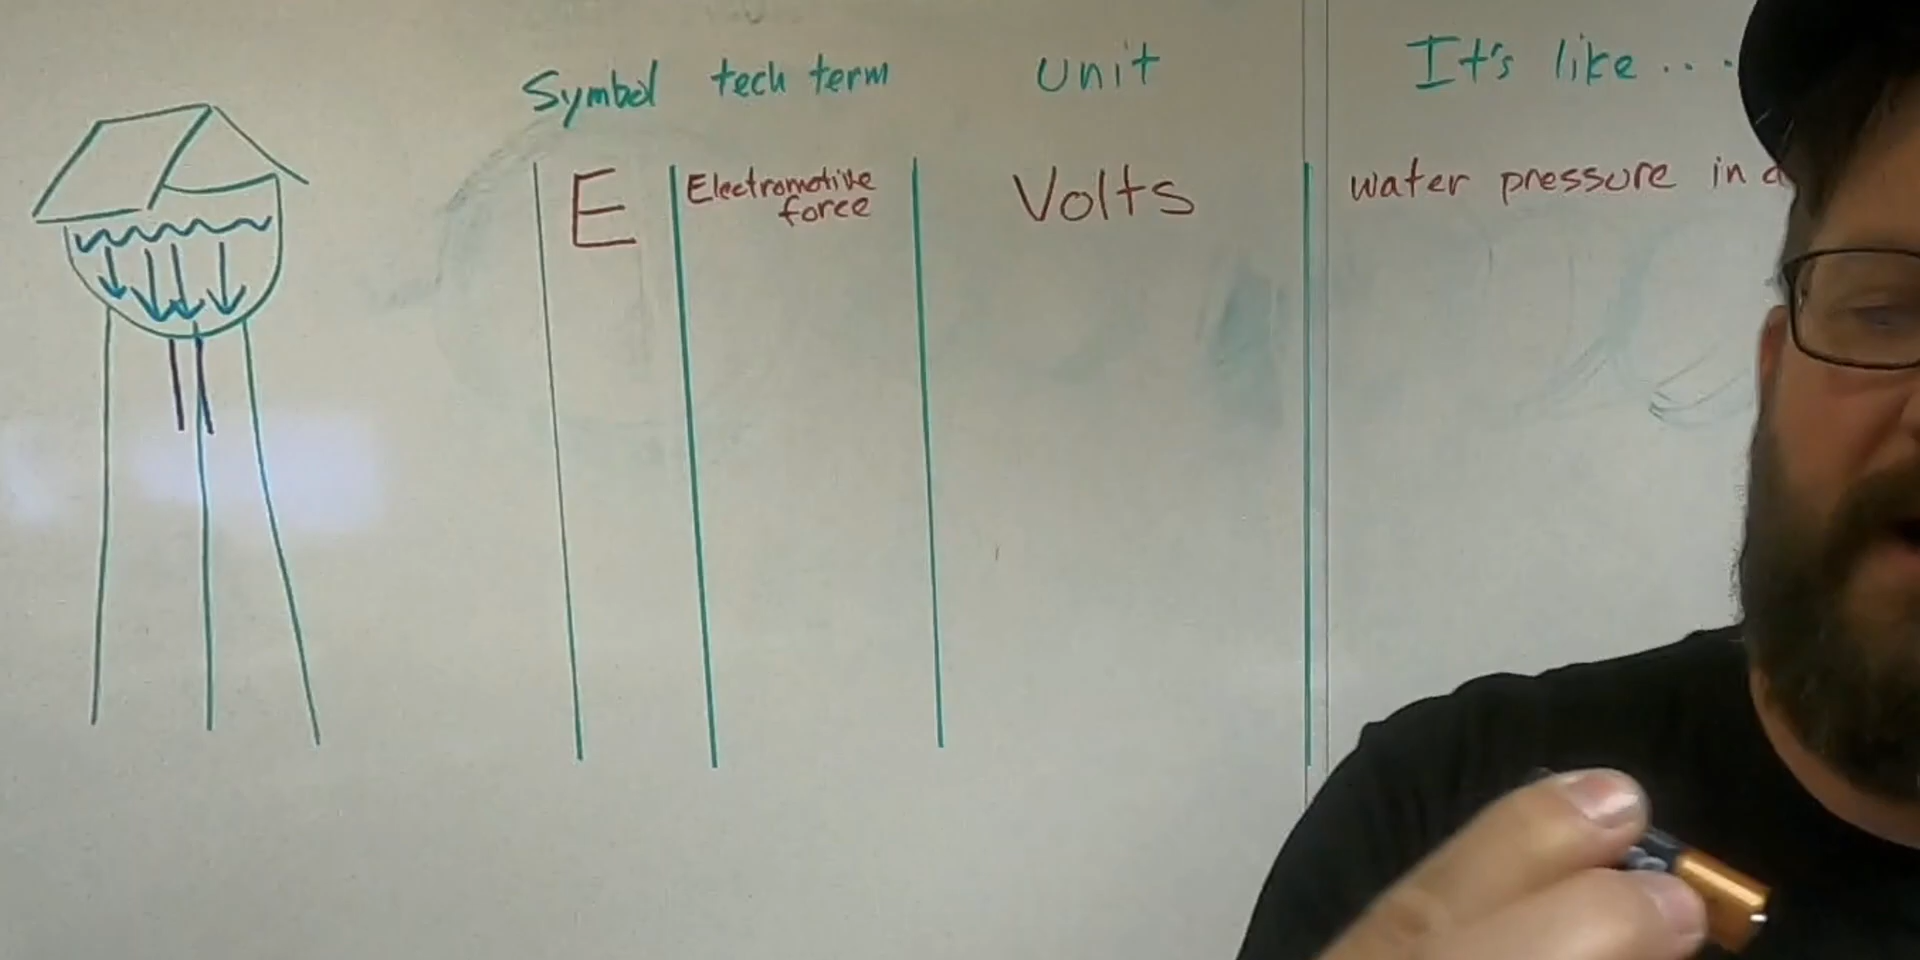 Symbol tech term unit It's like...
E Electromotive force Volts water pressure in a